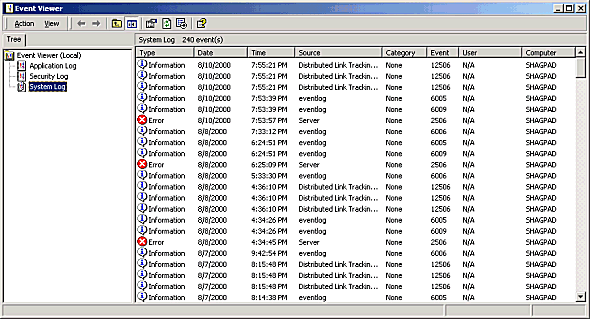 Event Viewer
Action View
Tree
System Log 240 event(s)
Event Viewer (Local)
Application Log
Security Log
System Log
Type Date Time Source Category Event User Computer
Information 8/10/2000 7:55:21 PM Distributed Link Trackin... None 12506 N/A SHAGPAD
Information 8/10/2000 7:55:21 PM Distributed Link Trackin... None 12506 N/A SHAGPAD
Information 8/10/2000 7:55:21 PM Distributed Link Trackin... None 12506 N/A SHAGPAD
Information 8/10/2000 7:53:39 PM eventlog None 6005 N/A SHAGPAD
Information 8/10/2000 7:53:39 PM eventlog None 6009 N/A SHAGPAD
Error 8/10/2000 7:53:57 PM Server None 2506 N/A SHAGPAD
Information 8/8/2000 7:33:12 PM eventlog None 6006 N/A SHAGPAD
Information 8/8/2000 6:24:51 PM eventlog None 6005 N/A SHAGPAD
Information 8/8/2000 6:24:51 PM eventlog None 6009 N/A SHAGPAD
Error 8/8/2000 6:25:09 PM Server None 2506 N/A SHAGPAD
Information 8/8/2000 5:33:30 PM eventlog None 6006 N/A SHAGPAD
Information 8/8/2000 4:36:10 PM Distributed Link Trackin... None 12506 N/A SHAGPAD
Information 8/8/2000 4:36:10 PM Distributed Link Trackin... None 12506 N/A SHAGPAD
Information 8/8/2000 4:36:10 PM Distributed Link Trackin... None 12506 N/A SHAGPAD
Information 8/8/2000 4:34:26 PM eventlog None 6005 N/A SHAGPAD
Information 8/8/2000 4:34:26 PM eventlog None 6009 N/A SHAGPAD
Error 8/8/2000 4:34:45 PM Server None 2506 N/A SHAGPAD
Information 8/7/2000 9:42:54 PM eventlog None 6006 N/A SHAGPAD
Information 8/7/2000 8:15:48 PM Distributed Link Trackin... None 12506 N/A SHAGPAD
Information 8/7/2000 8:15:48 PM Distributed Link Trackin... None 12506 N/A SHAGPAD
Information 8/7/2000 8:15:48 PM Distributed Link Trackin... None 12506 N/A SHAGPAD
Information 8/7/2000 8:14:38 PM eventlog None 6005 N/A SHAGPAD